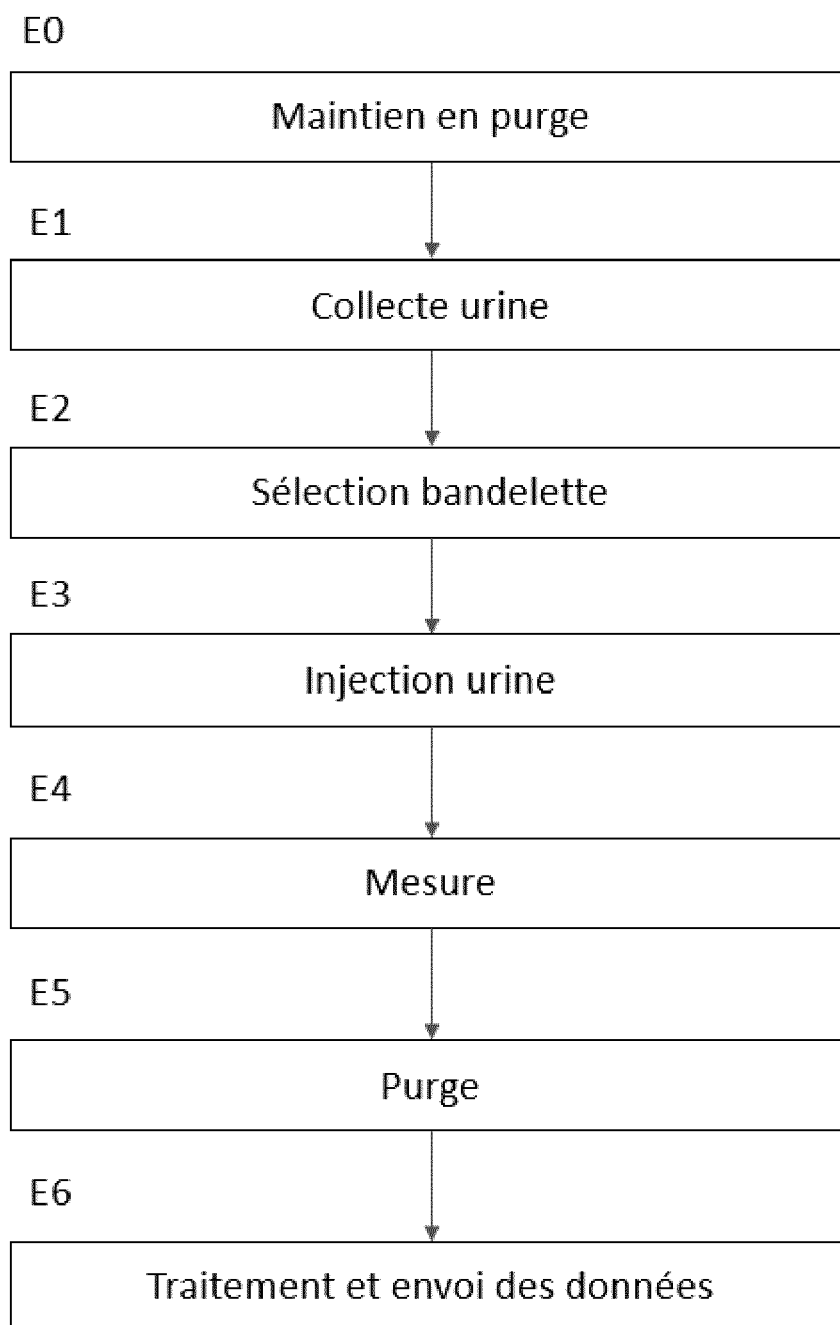 E0
Maintien en purge
E1
Collecte urine
E2
Sélection bandelette
E3
Injection urine
E4
Mesure
E5
Purge
E6
Traitement et envoi des données